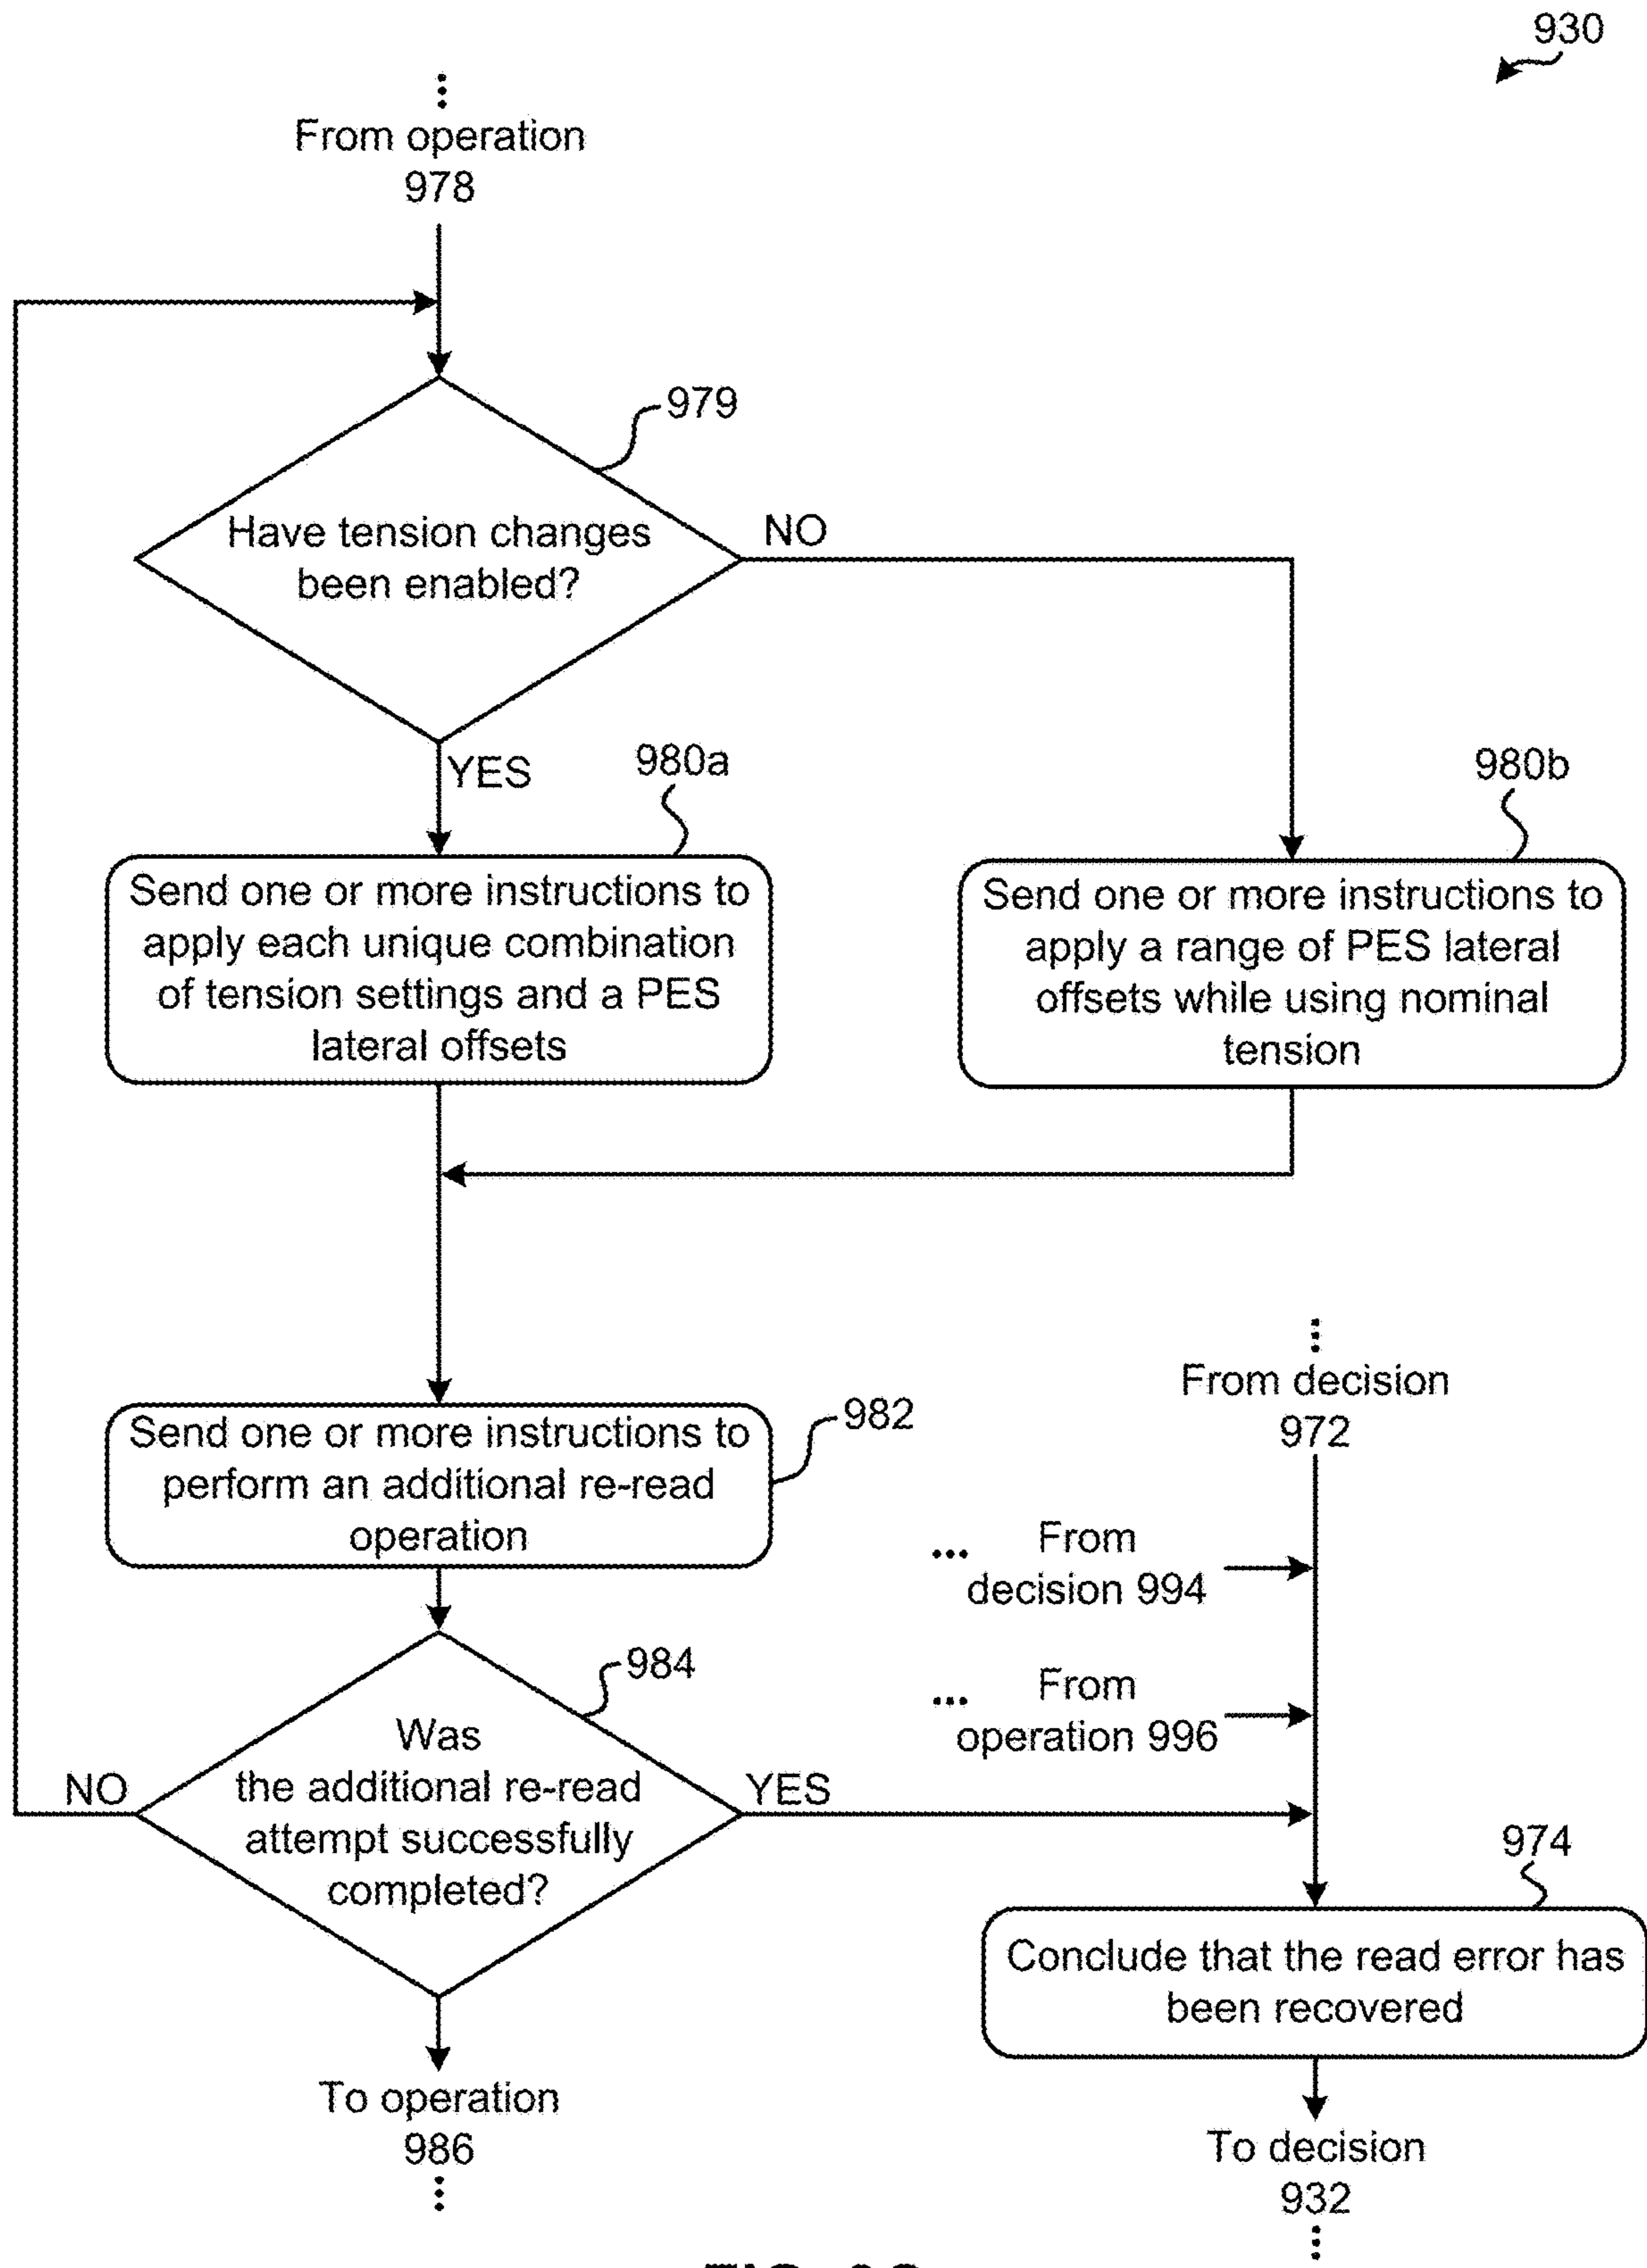 930
From operation
978
979
Have tension changes
been enabled?
NO
YES
980a
980b
Send one or more instructions to
apply each unique combination
of tension settings and a PES
lateral offsets
Send one or more instructions to
apply a range of PES lateral
offsets while using nominal
tension
From decision
972
Send one or more instructions to
perform an additional re-read
operation
982
... From
decision 994
984
... From
operation 996
Was
the additional re-read
attempt successfully
completed?
NO
YES
974
Conclude that the read error has
been recovered
To operation
986
To decision
932